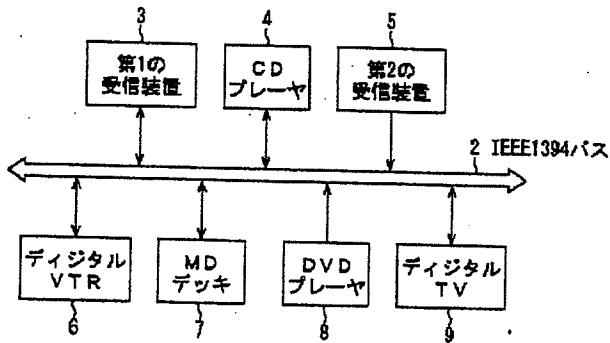 3
4
5
第1の
受信装置
CD
プレーヤ
第2の
受信装置
2 IEEE1394バス
ディジタル
VTR
MD
デッキ
DVD
プレーヤ
ディジタル
TV
6
7
8
9